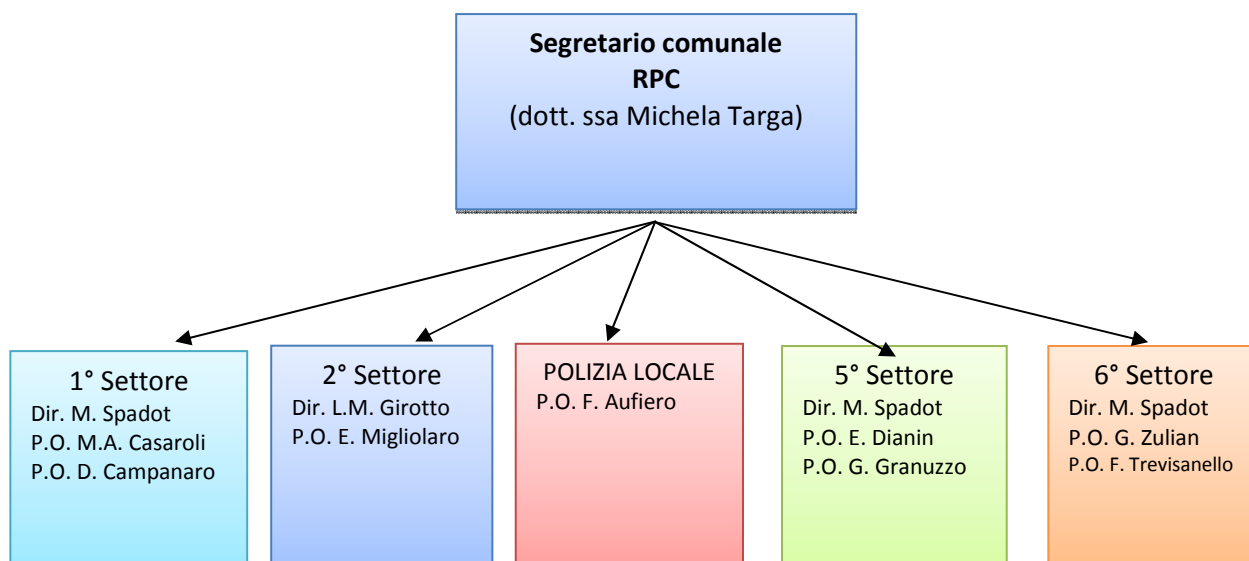 Segretario comunale
RPC
(dott. ssa Michela Targa)
1° Settore
Dir. M. Spadot
P.O. M.A. Casaroli
P.O. D. Campanaro
2° Settore
Dir. L.M. Girotto
P.O. E. Migliolaro
POLIZIA LOCALE
P.O. F. Aufiero
5° Settore
Dir. M. Spadot
P.O. E. Dianin
P.O. G. Granuzzo
6° Settore
Dir. M. Spadot
P.O. G. Zulian
P.O. F. Trevisanello